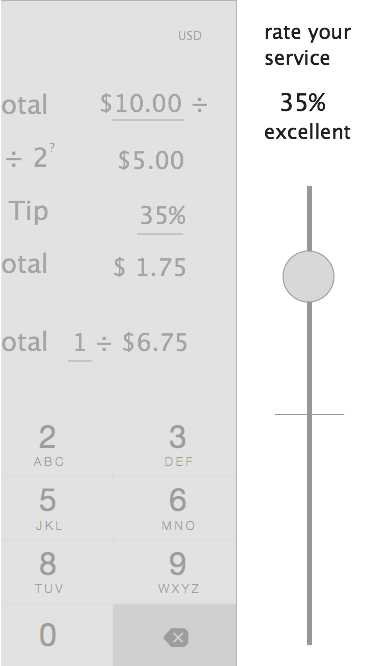 USD
rate your
service
otal $10.00 ÷
35%
excellent
÷ 2? $5.00
Tip 35%
otal $ 1.75
otal 1 ÷ $6.75
2 3
ABC DEF
5 6
JKL MNO
8 9
TUV WXYZ
0